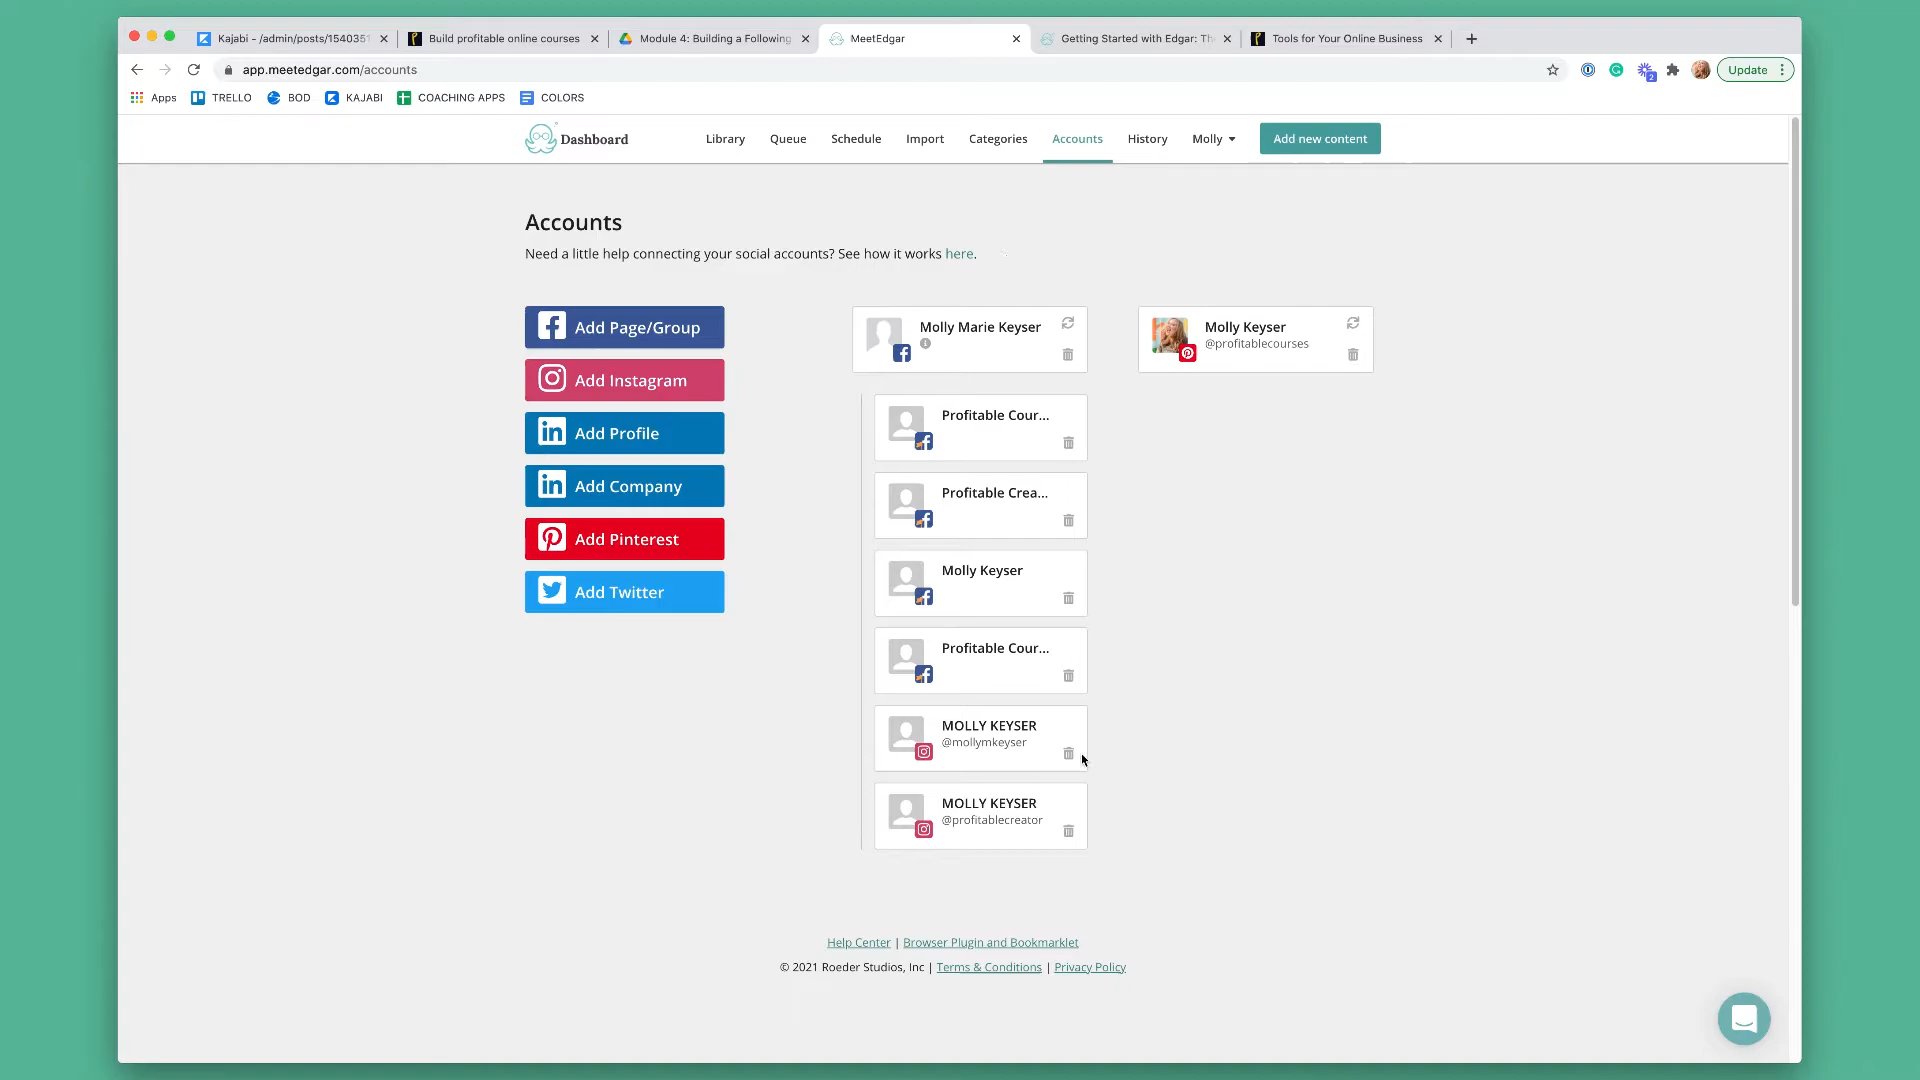 Kajabi - /admin/posts/1540351
Build profitable online courses
Module 4: Building a Following
MeetEdgar
Getting Started with Edgar: Th
Tools for Your Online Business
app.meetedgar.com/accounts
2
Update
Apps
TRELLO
BOD
KAJABI
COACHING APPS
COLORS
Dashboard
Library
Queue
Schedule
Import
Categories
Accounts
History
Molly
Add new content
Accounts
Need a little help connecting your social accounts? See how it works here.
Add Page/Group
Add Instagram
Add Profile
Add Company
Add Pinterest
Add Twitter
Molly Marie Keyser
Profitable Cour...
Profitable Crea...
Molly Keyser
Profitable Cour...
MOLLY KEYSER
@mollymkeyser
MOLLY KEYSER
@profitablecreator
Molly Keyser
@profitablecourses
Help Center | Browser Plugin and Bookmarklet
© 2021 Roeder Studios, Inc | Terms & Conditions | Privacy Policy